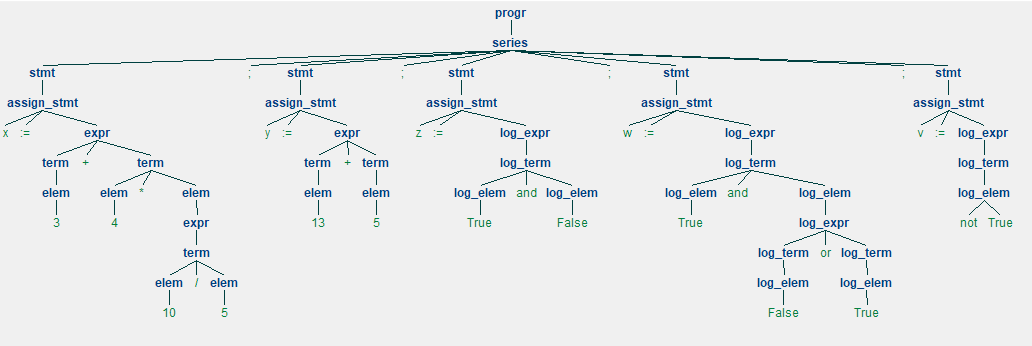 progr
series
stmt ; stmt ; stmt ; stmt ; stmt
assign_stmt assign_stmt assign_stmt assign_stmt assign_stmt
x := expr y := expr z := log_expr w := log_expr v := log_expr
term + term term + term log_term log_term log_term
elem elem * elem elem elem log_elem and log_elem log_elem and log_elem log_elem
3 4 expr 13 5 True False True log_expr not True
term log_term or log_term
elem / elem log_elem log_elem
10 5 False True